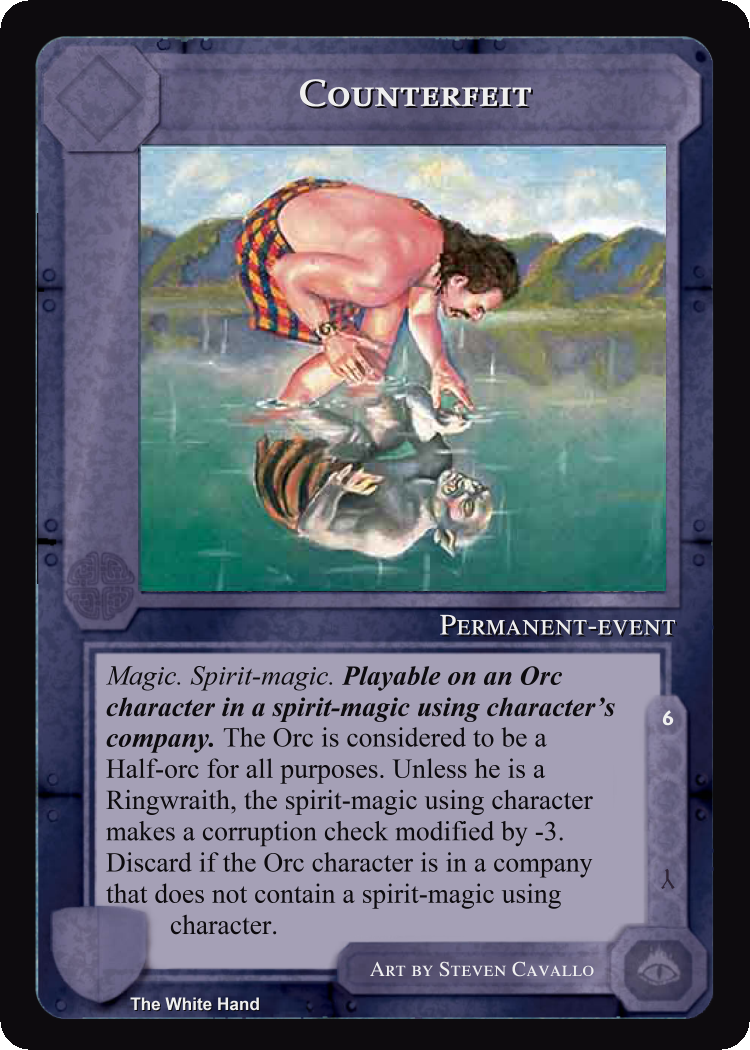 Counterfeit
Permanent-event
Magic. Spirit-magic. Playable on an Orc
character in a spirit-magic using character's
company. The Orc is considered to be a
Half-orc for all purposes. Unless he is a
Ringwraith, the spirit-magic using character
makes a corruption check modified by -3.
Discard if the Orc character is in a company
that does not contain a spirit-magic using
character.
6
Art by Steven Cavallo
The White Hand